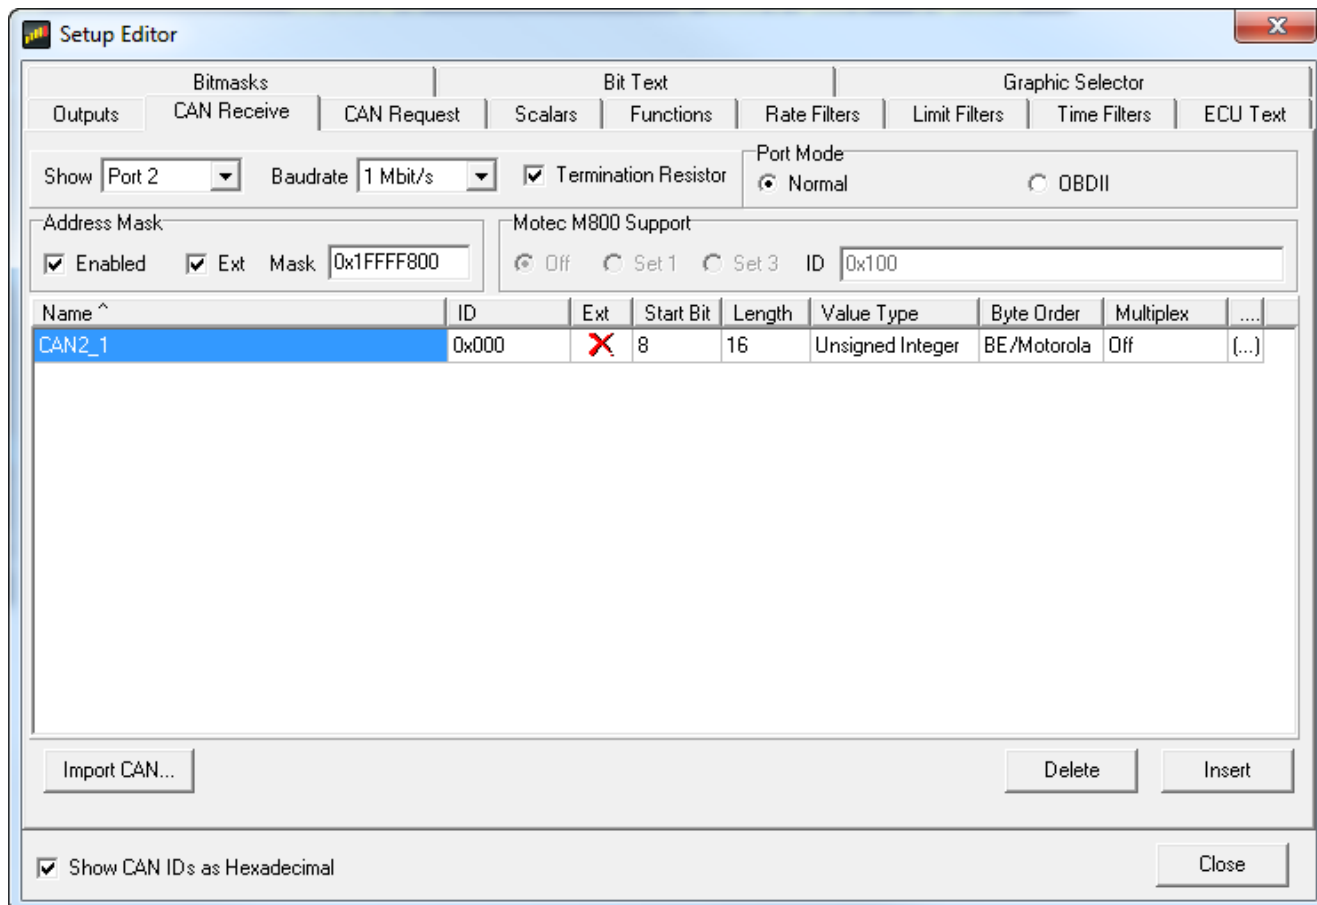 Setup Editor
Bitmasks Bit Text Graphic Selector
Outputs CAN Receive CAN Request Scalars Functions Rate Filters Limit Filters Time Filters ECU Text
Port Mode
Show Port 2 Baudrate 1 Mbit/s Termination Resistor Normal OBDII
Address Mask Motec M800 Support
Enabled Ext Mask 0x1FFFF800 Off Set 1 Set 3 ID 0x100
Name ^ ID Ext Start Bit Length Value Type Byte Order Multiplex ....
CAN2_1 0x000 8 16 Unsigned Integer BE/Motorola Off (...)
Import CAN... Delete Insert
Show CAN IDs as Hexadecimal Close